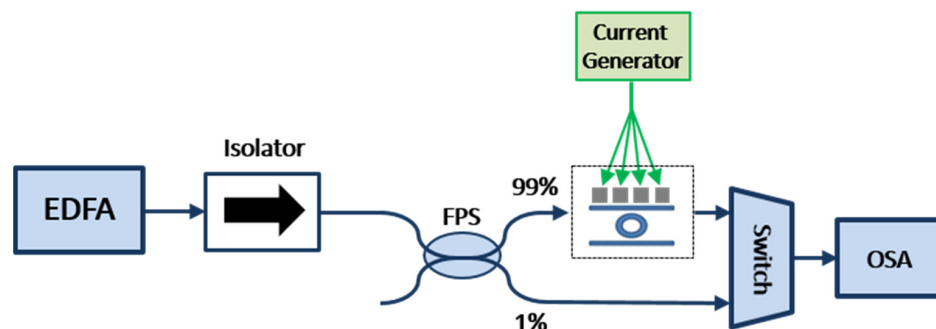 Current
Generator
Isolator
EDFA
FPS
99%
1%
Switch
OSA